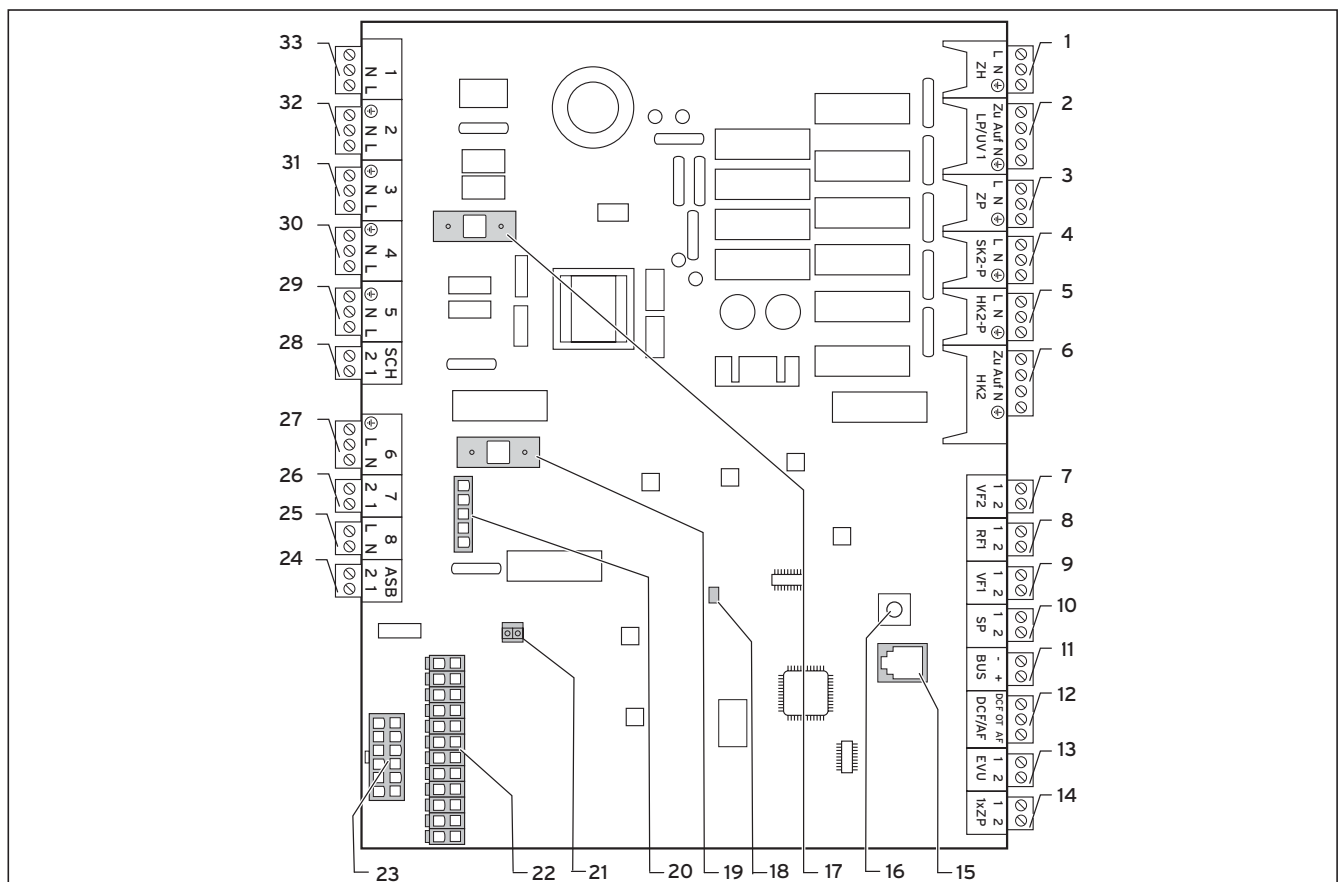 33
1
N L
32
2
N L
31
3
N L
30
4
N L
29
5
N L
28
SCH
2 1
27
6
L N
26
7
2 1
25
8
L N
24
ASB
2 1
1
L N
ZH
2
Zu Auf N
LP/UV 1
3
L N
ZP
4
L N
SK2-P
5
L N
HK2-P
6
Zu Auf N
HK2
7
1 2
VF2
8
1 2
RF1
9
1 2
VF1
10
1 2
SP
11
- +
BUS
12
DCF OT AF
DCF/AF
13
1 2
EVU
14
1 2
1xZP
23
22
21
20
19
18
17
16
15